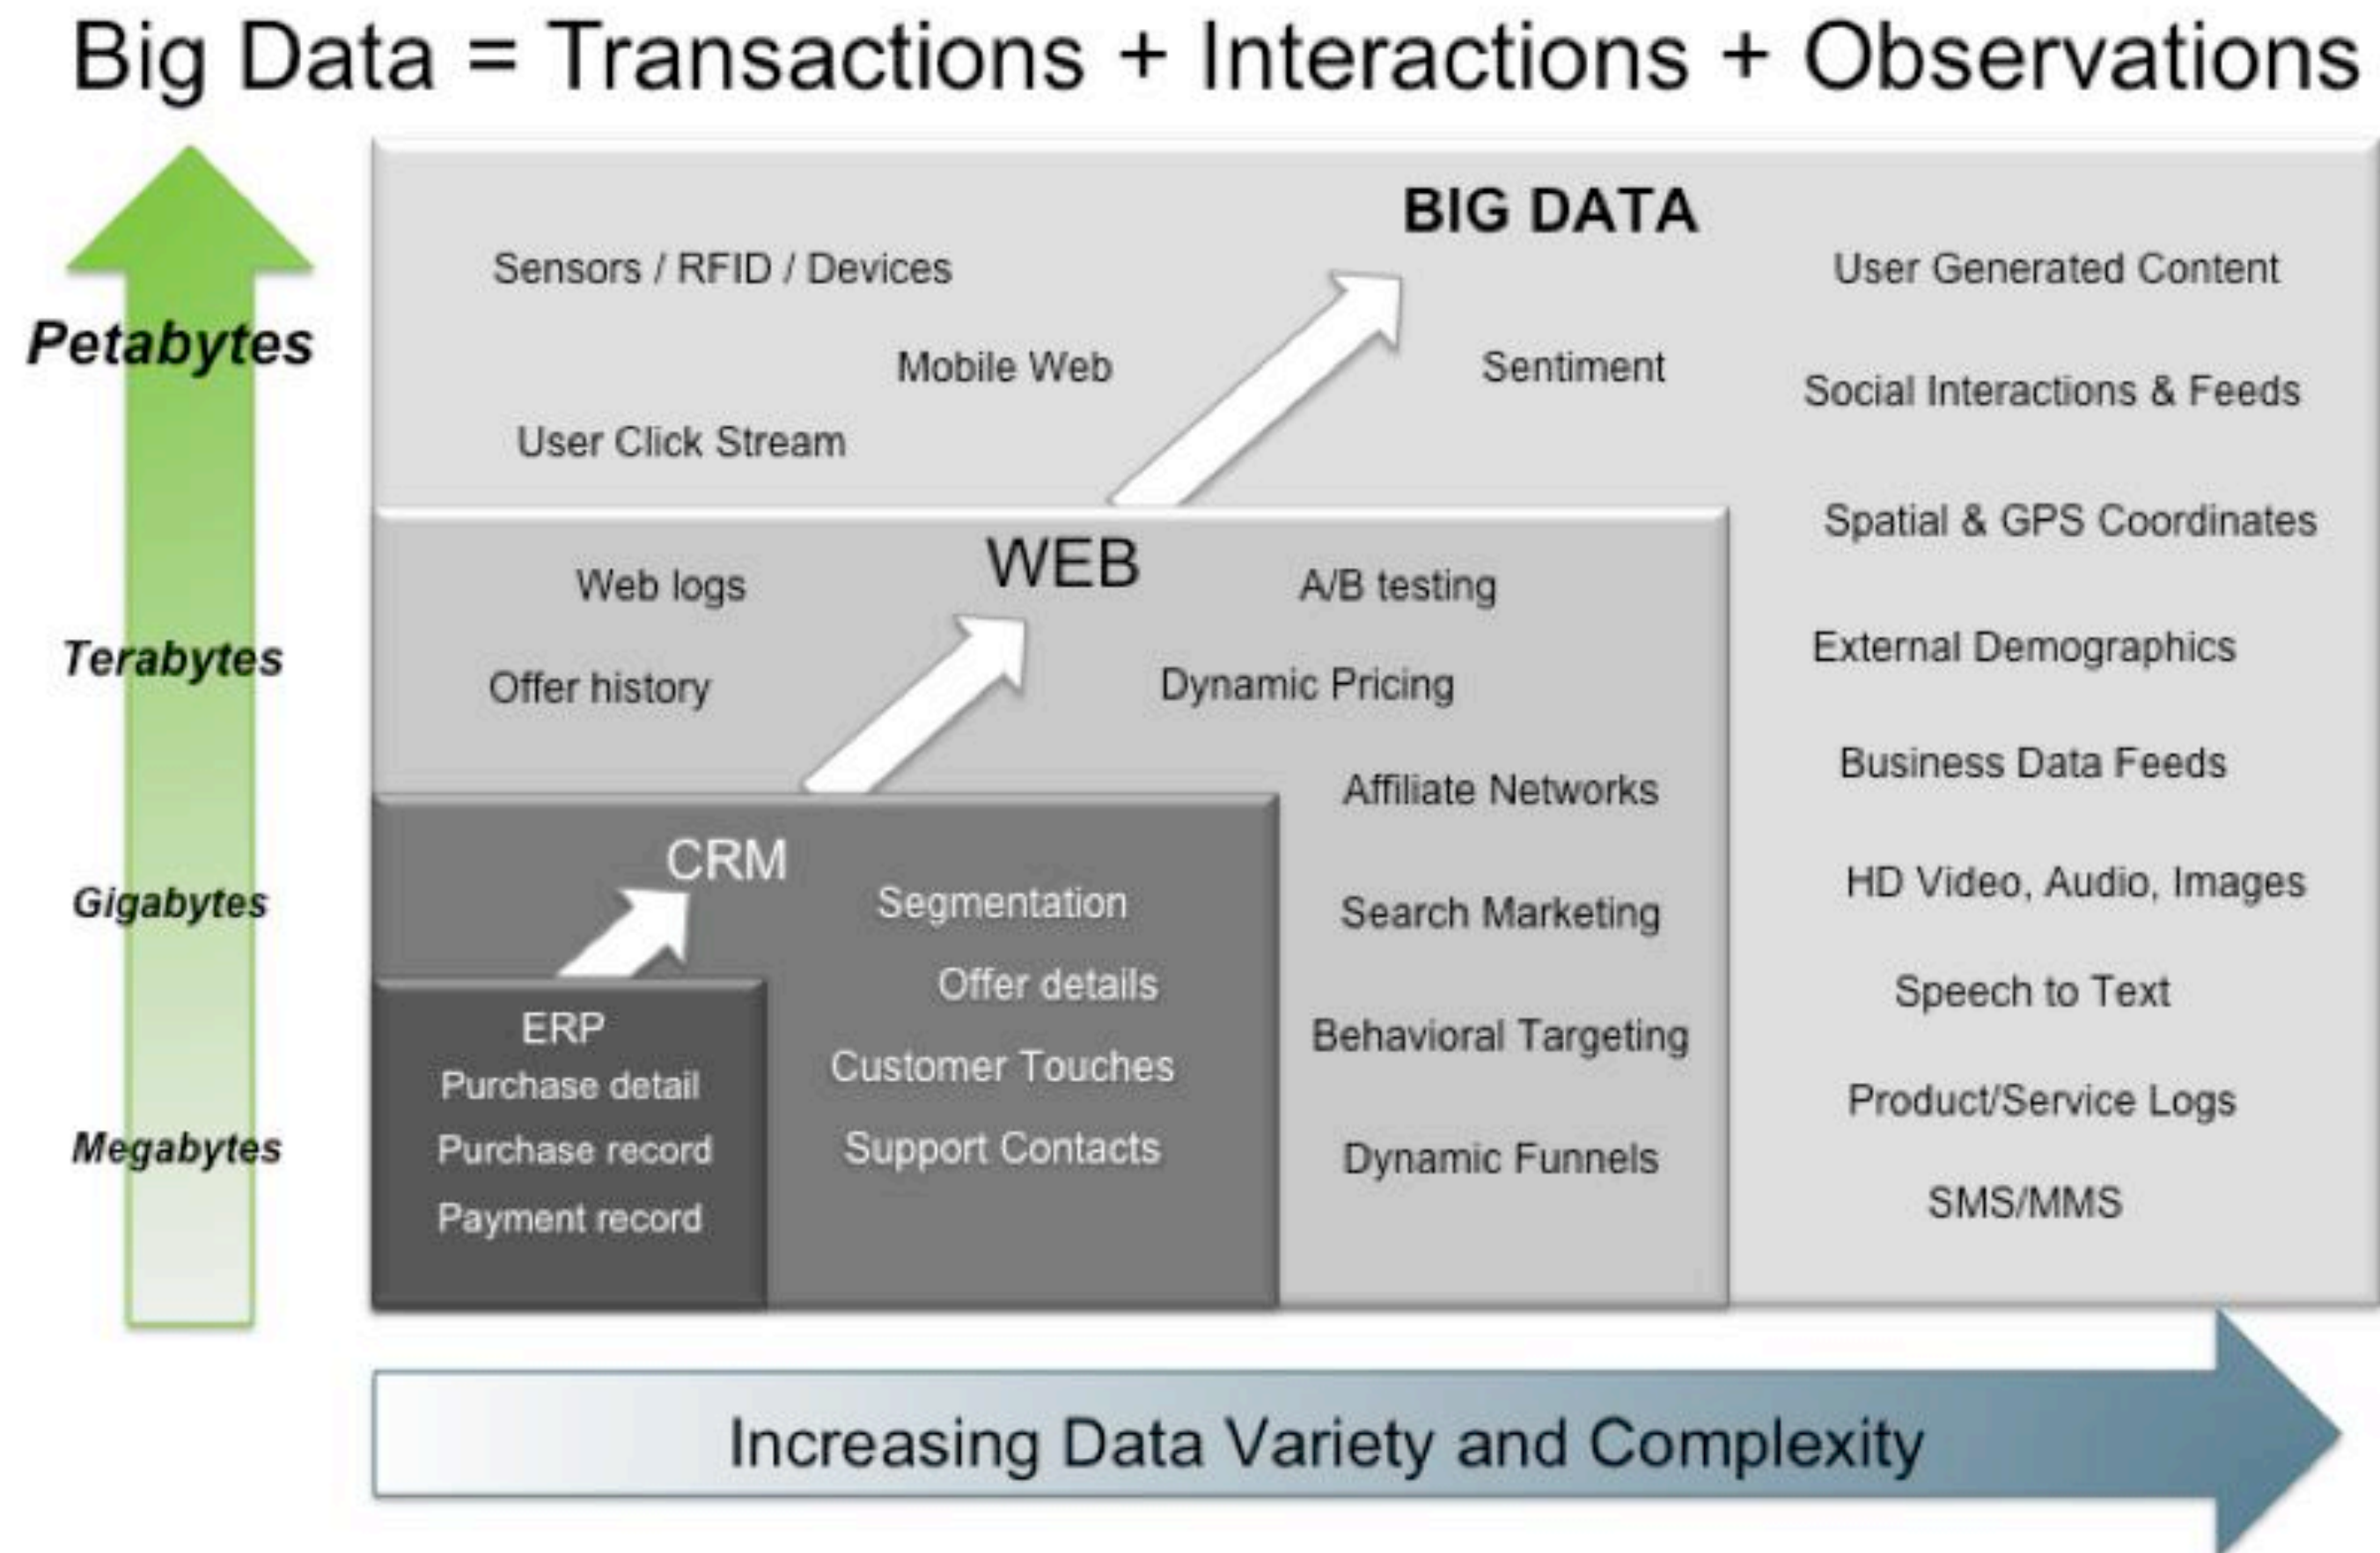 Big Data = Transactions + Interactions + Observations
BIG DATA
Sensors / RFID / Devices
User Generated Content
Petabytes
Mobile Web
Sentiment
Social Interactions & Feeds
User Click Stream
Spatial & GPS Coordinates
WEB
Web logs
A/B testing
External Demographics
Terabytes
Offer history
Dynamic Pricing
Business Data Feeds
Affiliate Networks
CRM
HD Video, Audio, Images
Gigabytes
Segmentation
Search Marketing
Offer details
Speech to Text
ERP
Behavioral Targeting
Customer Touches
Purchase detail
Product/Service Logs
Megabytes
Purchase record
Support Contacts
Dynamic Funnels
SMS/MMS
Payment record
Increasing Data Variety and Complexity